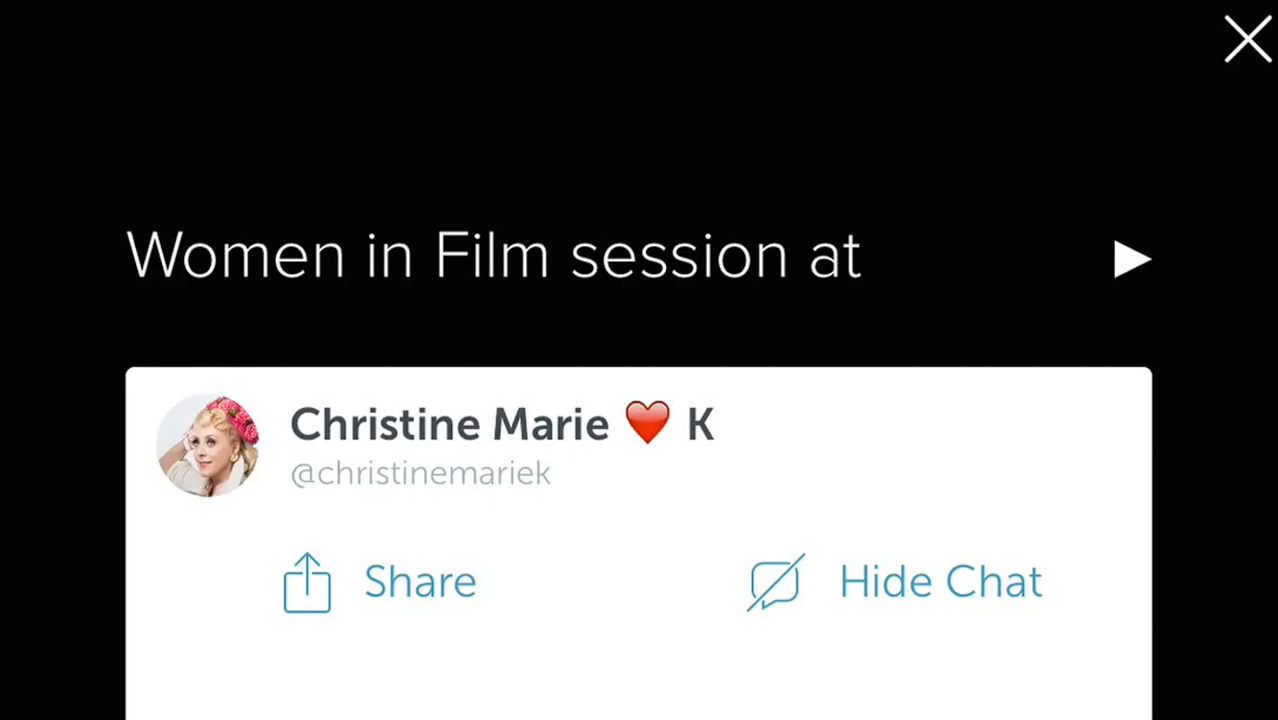 Women in Film session at
Christine Marie ❤️ K
@christinemariek
Share
Hide Chat